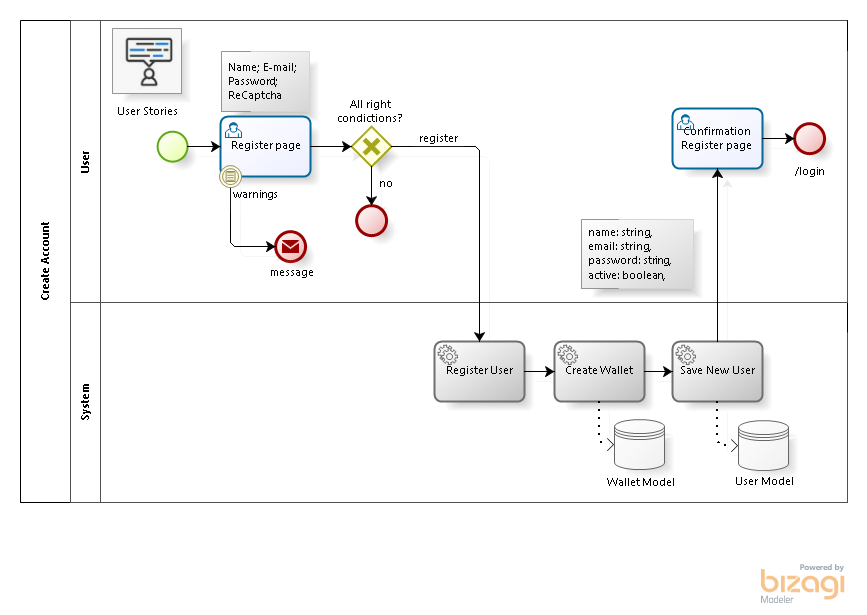 Create Account
User
System
User Stories
Name; E-mail;
Password;
ReCaptcha
Register page
warnings
message
All right
condictions?
register
no
Confirmation
Register page
/login
name: string,
email: string,
password: string,
active: boolean,
Register User
Create Wallet
Save New User
Wallet Model
User Model
Powered by
bizagi
Modeler